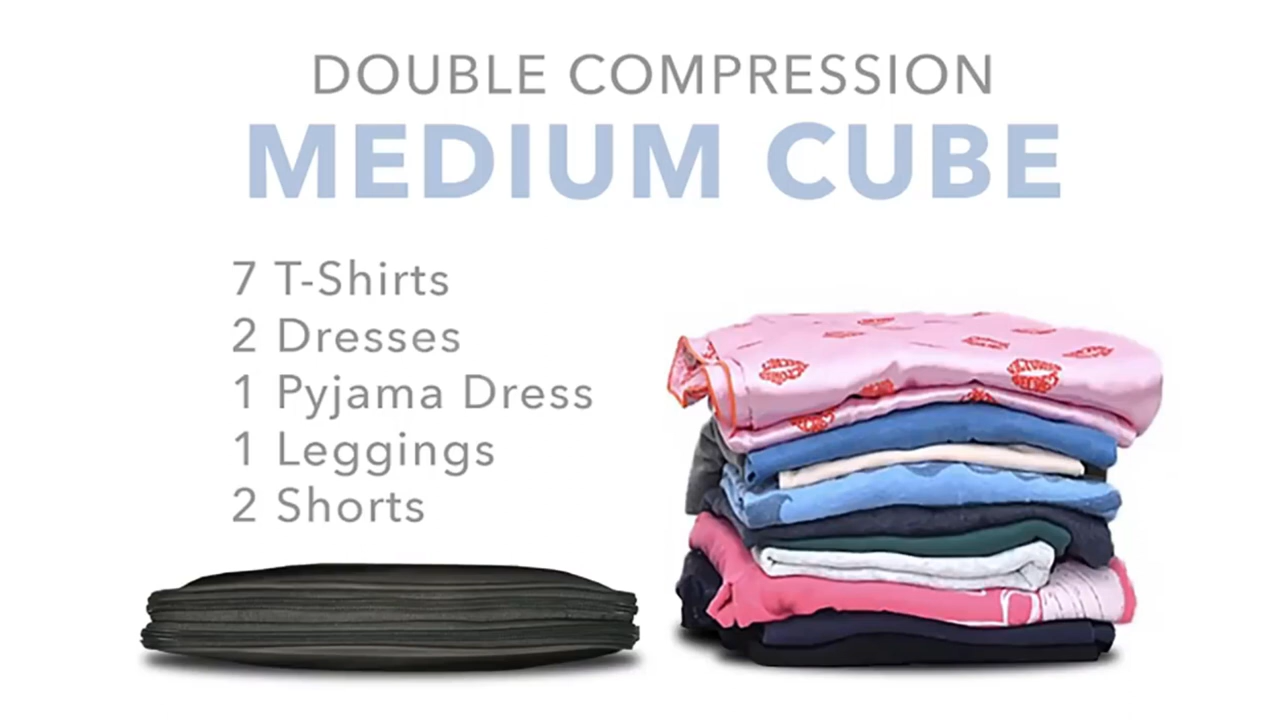 DOUBLE COMPRESSION
MEDIUM CUBE
7 T-Shirts
2 Dresses
1 Pyjama Dress
1 Leggings
2 Shorts